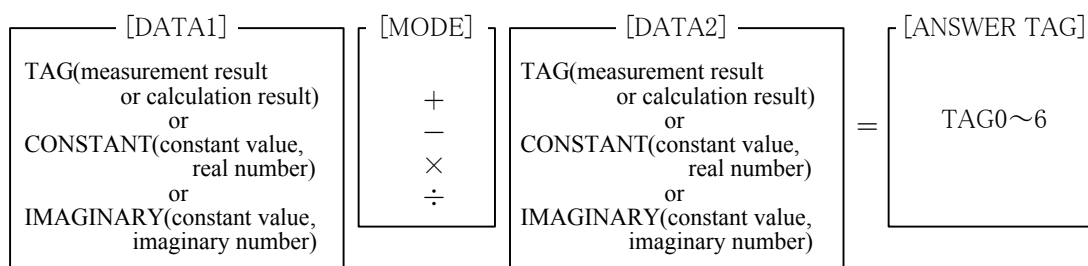 [DATA1]
TAG(measurement result
or calculation result)
or
CONSTANT(constant value,
real number)
or
IMAGINARY(constant value,
imaginary number)
[MODE]
+
−
×
÷
[DATA2]
TAG(measurement result
or calculation result)
or
CONSTANT(constant value,
real number)
or
IMAGINARY(constant value,
imaginary number)
=
[ANSWER TAG]
TAG0～6